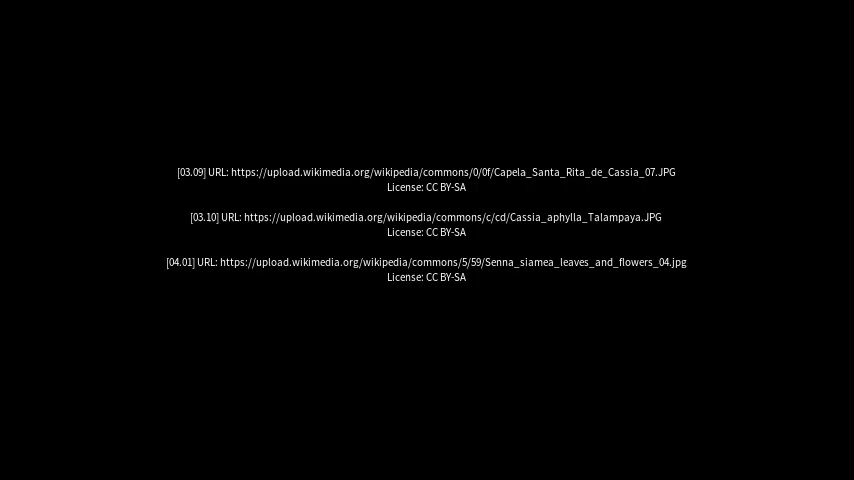 [03.09] URL: https://upload.wikimedia.org/wikipedia/commons/0/0f/Capela_Santa_Rita_de_Cassia_07.JPG
License: CC BY-SA
[03.10] URL: https://upload.wikimedia.org/wikipedia/commons/c/cd/Cassia_aphylla_Talampaya.JPG
License: CC BY-SA
[04.01] URL: https://upload.wikimedia.org/wikipedia/commons/5/59/Senna_siamea_leaves_and_flowers_04.jpg
License: CC BY-SA